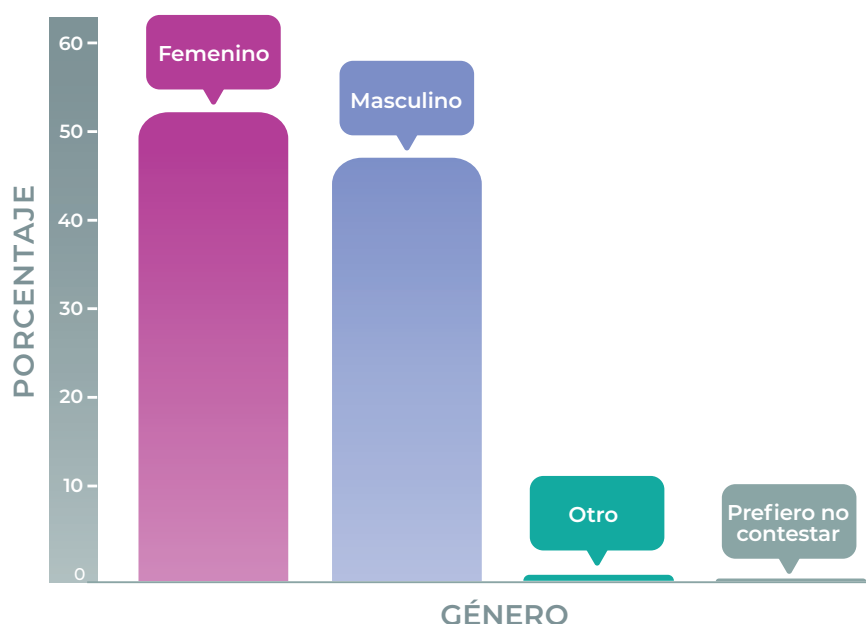 60
50
40
30
20
10
0
PORCENTAJE
Femenino
Masculino
Otro
Prefiero no
contestar
GÉNERO